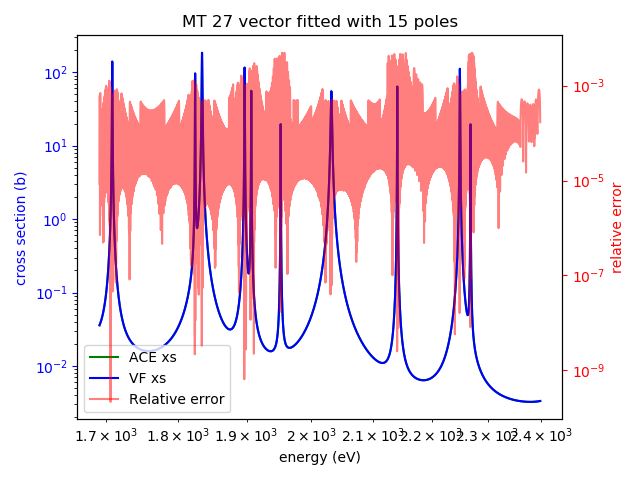 MT 27 vector fitted with 15 poles
10²
10¹
10⁰
10⁻¹
10⁻²
cross section (b)
10⁻³
10⁻⁵
10⁻⁷
10⁻⁹
relative error
ACE xs
VF xs
Relative error
1.7 × 10³ 1.8 × 10³ 1.9 × 10³ 2 × 10³ 2.1 × 10³ 2.2 × 10³ 2.3 × 10³ 2.4 × 10³
energy (eV)